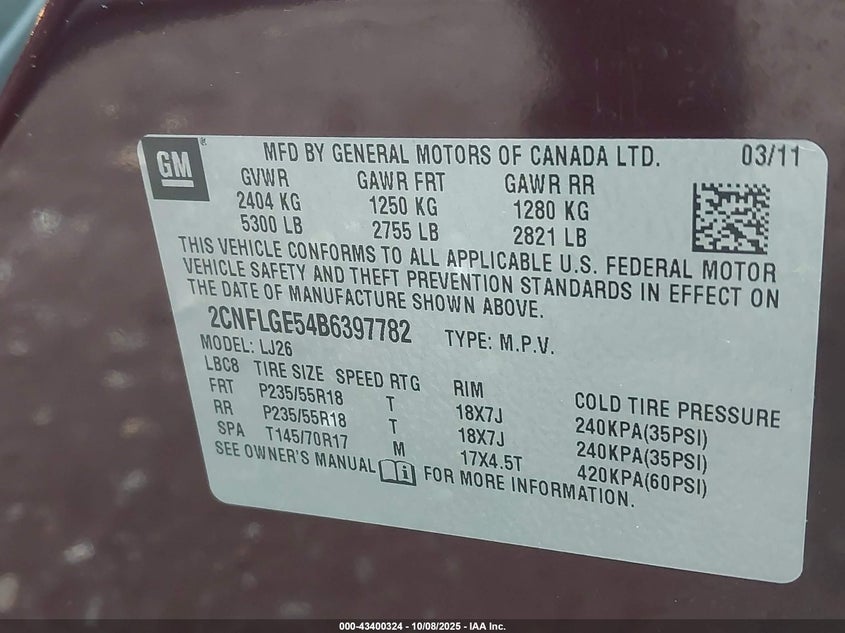 GM ® MFD BY GENERAL MOTORS OF CANADA LTD. 03/11
GVWR GAWR FRT GAWR RR
2404 KG 1250 KG 1280 KG
5300 LB 2755 LB 2821 LB
THIS VEHICLE CONFORMS TO ALL APPLICABLE U.S. FEDERAL MOTOR
VEHICLE SAFETY AND THEFT PREVENTION STANDARDS IN EFFECT ON
THE DATE OF MANUFACTURE SHOWN ABOVE.
2CNFLGE54B6397782 TYPE: M.P.V.
MODEL: LJ26
LBC8 TIRE SIZE SPEED RTG RIM COLD TIRE PRESSURE
FRT P235/55R18 T 18X7J 240KPA(35PSI)
RR P235/55R18 T 18X7J 240KPA(35PSI)
SPA T145/70R17 M 17X4.5T 420KPA(60PSI)
SEE OWNER'S MANUAL FOR MORE INFORMATION.
000-43400324 - 10/08/2025 - IAA Inc.